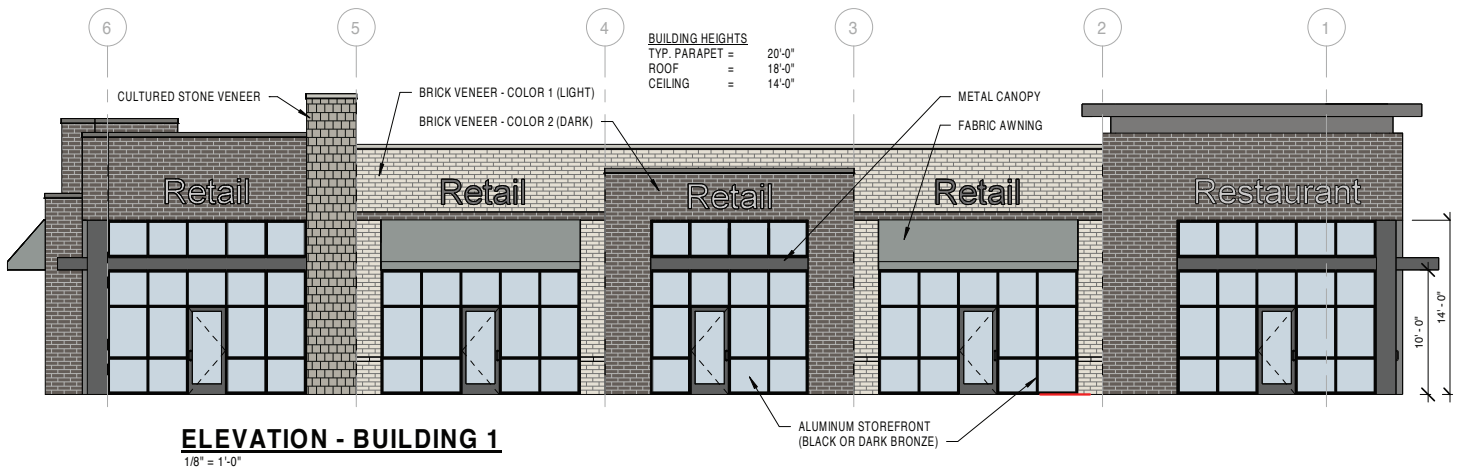 6
5
4
3
2
1
BUILDING HEIGHTS
TYP. PARAPET = 20'-0"
ROOF = 18'-0"
CEILING = 14'-0"
CULTURED STONE VENEER
BRICK VENEER - COLOR 1 (LIGHT)
BRICK VENEER - COLOR 2 (DARK)
METAL CANOPY
FABRIC AWNING
Retail
Retail
Retail
Retail
Restaurant
10' - 0"
14' - 0"
ALUMINUM STOREFRONT
(BLACK OR DARK BRONZE)
ELEVATION - BUILDING 1
1/8" = 1'-0"